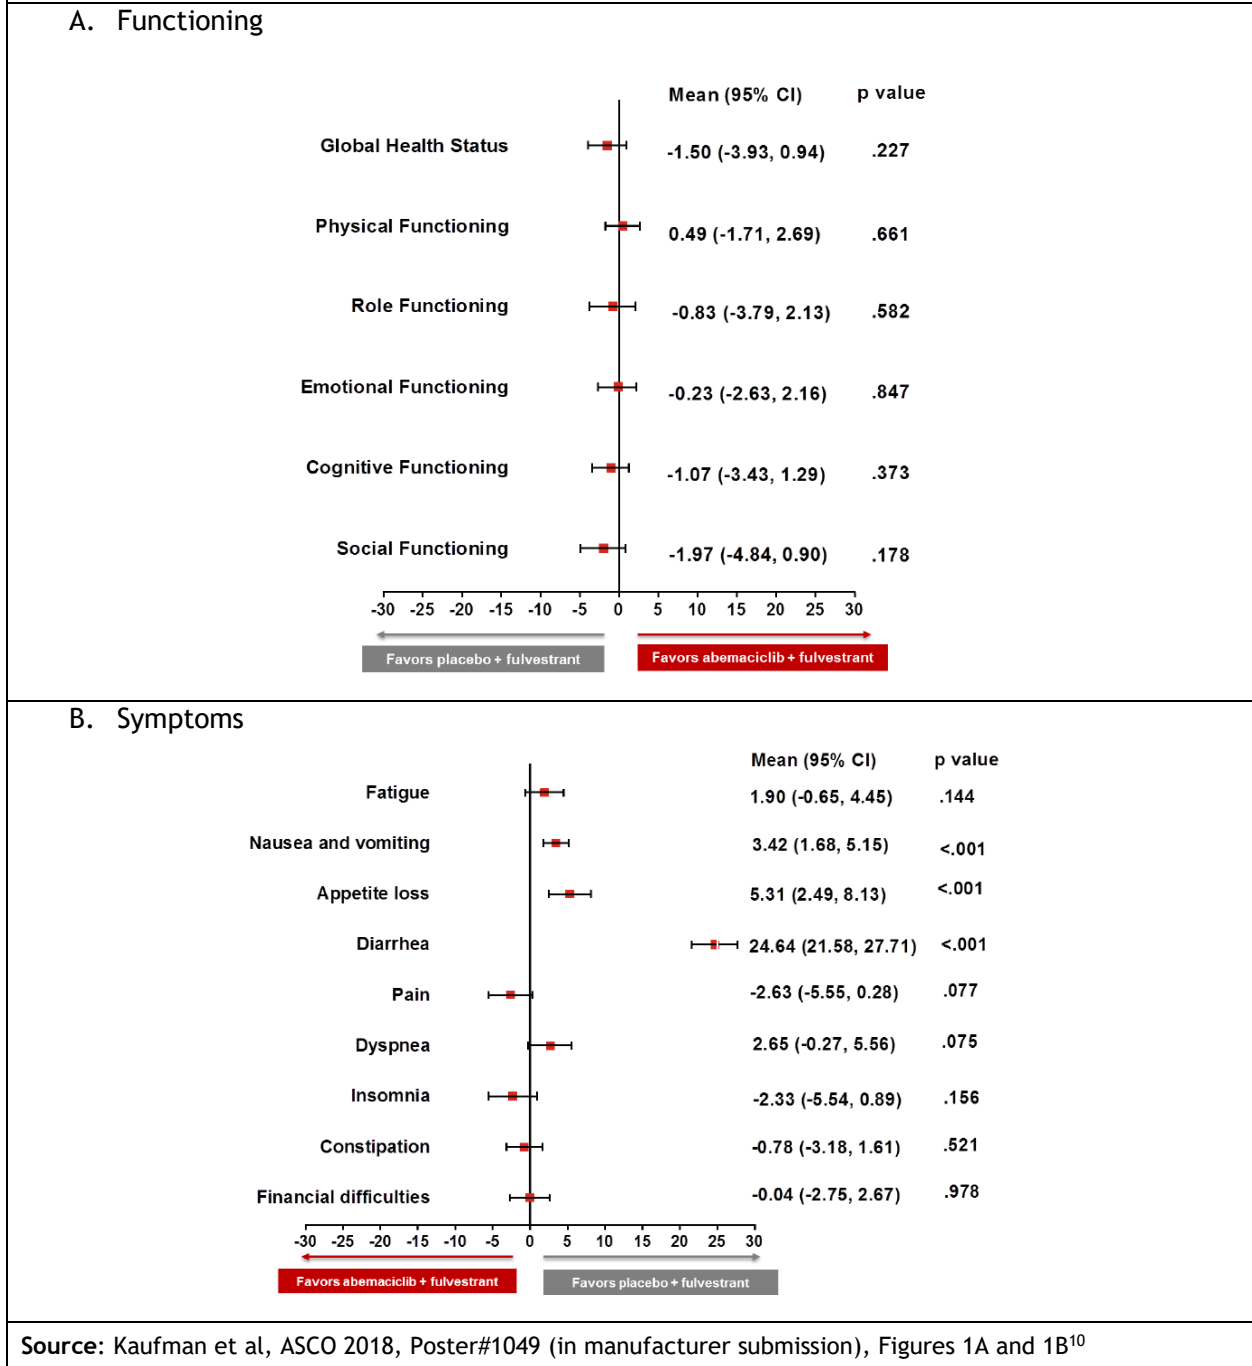 A. Functioning
Mean (95% CI) p value
Global Health Status -1.50 (-3.93, 0.94) .227
Physical Functioning 0.49 (-1.71, 2.69) .661
Role Functioning -0.83 (-3.79, 2.13) .582
Emotional Functioning -0.23 (-2.63, 2.16) .847
Cognitive Functioning -1.07 (-3.43, 1.29) .373
Social Functioning -1.97 (-4.84, 0.90) .178
-30 -25 -20 -15 -10 -5 0 5 10 15 20 25 30
Favors placebo + fulvestrant Favors abemaciclib + fulvestrant
B. Symptoms
Mean (95% CI) p value
Fatigue 1.90 (-0.65, 4.45) .144
Nausea and vomiting 3.42 (1.68, 5.15) <.001
Appetite loss 5.31 (2.49, 8.13) <.001
Diarrhea 24.64 (21.58, 27.71) <.001
Pain -2.63 (-5.55, 0.28) .077
Dyspnea 2.65 (-0.27, 5.56) .075
Insomnia -2.33 (-5.54, 0.89) .156
Constipation -0.78 (-3.18, 1.61) .521
Financial difficulties -0.04 (-2.75, 2.67) .978
-30 -25 -20 -15 -10 -5 0 5 10 15 20 25 30
Favors abemaciclib + fulvestrant Favors placebo + fulvestrant
Source: Kaufman et al, ASCO 2018, Poster#1049 (in manufacturer submission), Figures 1A and 1B10